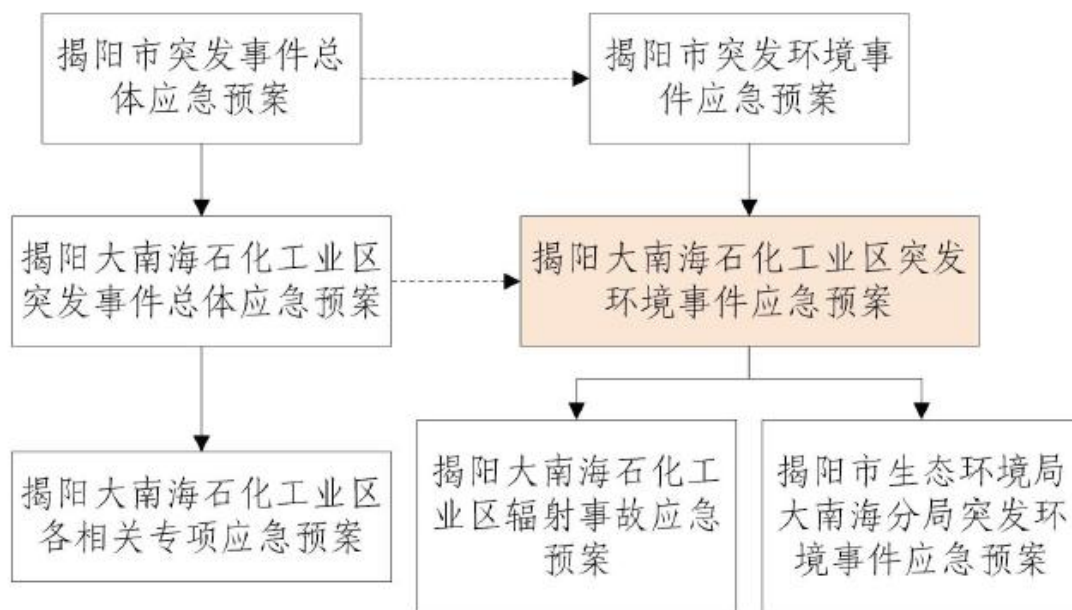 揭阳市突发事件总
体应急预案
揭阳市突发环境事
件应急预案
揭阳大南海石化工业区
突发事件总体应急预案
揭阳大南海石化工业区突发
环境事件应急预案
揭阳大南海石化工业区
各相关专项应急预案
揭阳大南海石化工
业区辐射事故应急
预案
揭阳市生态环境局
大南海分局突发环
境事件应急预案